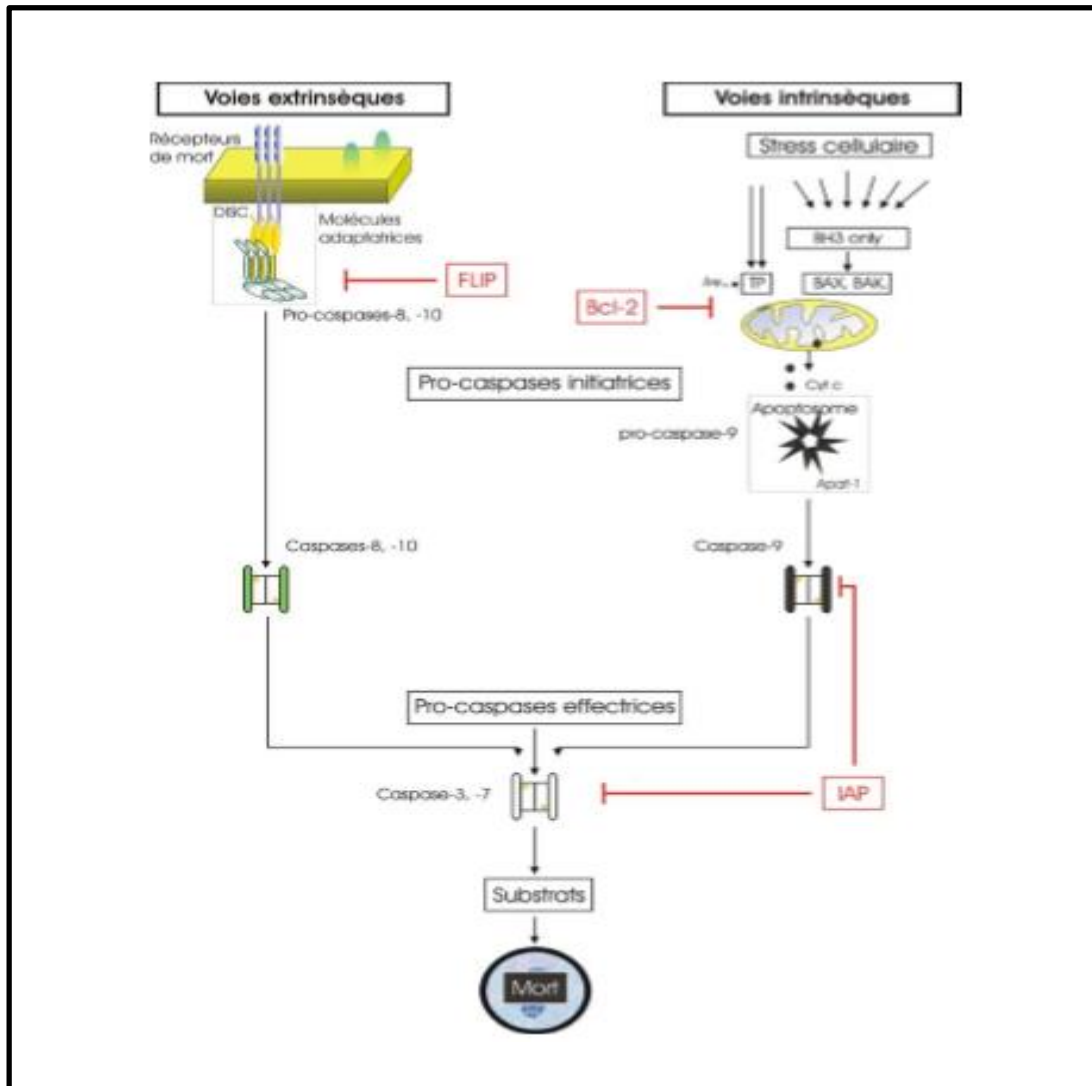 Voies extrinsèques
Voies intrinsèques
Récepteurs
de mort
Stress cellulaire
DISC
Molécules
adaptatrices
BH3 only
FLIP
TP
BAX, BAK,
Bcl-2
Pro-caspases-8, -10
Pro-caspases initiatrices
Cyt c
Apoptosome
pro-caspase-9
Apaf-1
Caspases-8, -10
Caspase-9
Pro-caspases effectrices
Caspase-3, -7
IAP
Substrats
Mort